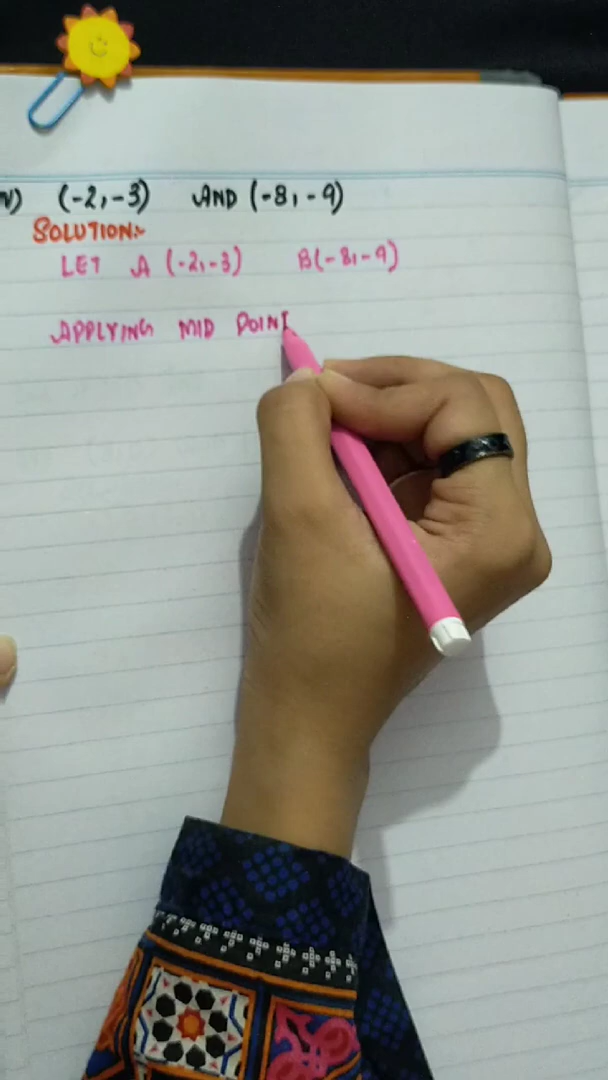 (-2,-3) AND (-8,-9)
SOLUTION:-
LET A (-2,-3) B(-8,-9)
APPLYING MID POINT